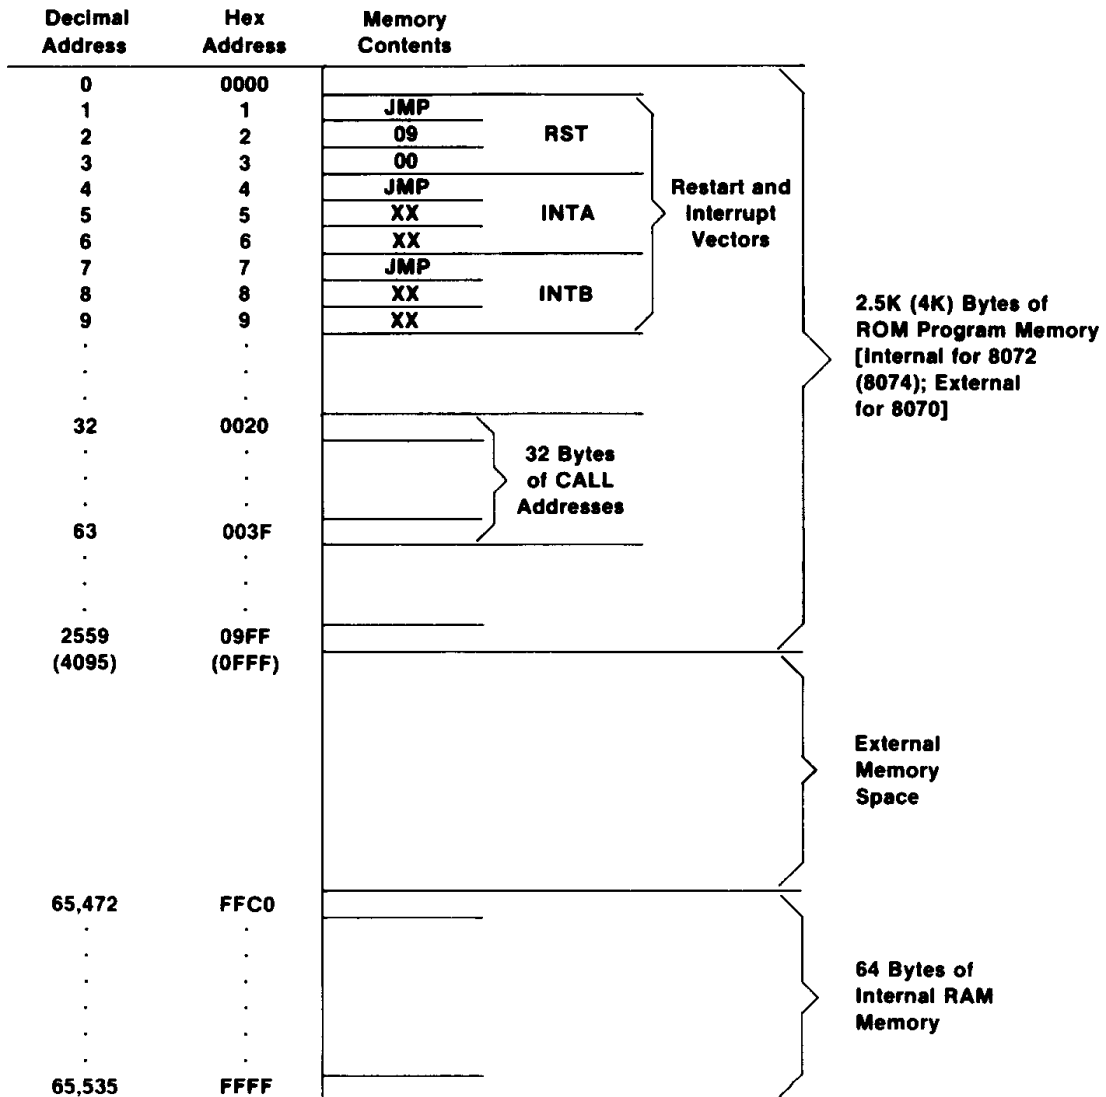 Decimal Address Hex Address Memory Contents
0 0000
1 1 JMP
2 2 09 RST
3 3 00
4 4 JMP Restart and
5 5 XX INTA Interrupt
6 6 XX Vectors
7 7 JMP
8 8 XX INTB 2.5K (4K) Bytes of
9 9 XX ROM Program Memory
. . [Internal for 8072
. . (8074); External
. . for 8070]
32 0020
. . 32 Bytes
. . of CALL
. . Addresses
63 003F
. .
. .
. .
2559 09FF
(4095) (0FFF)
External
Memory
Space
65,472 FFC0
. .
. .
. . 64 Bytes of
. . Internal RAM
. . Memory
. .
65,535 FFFF